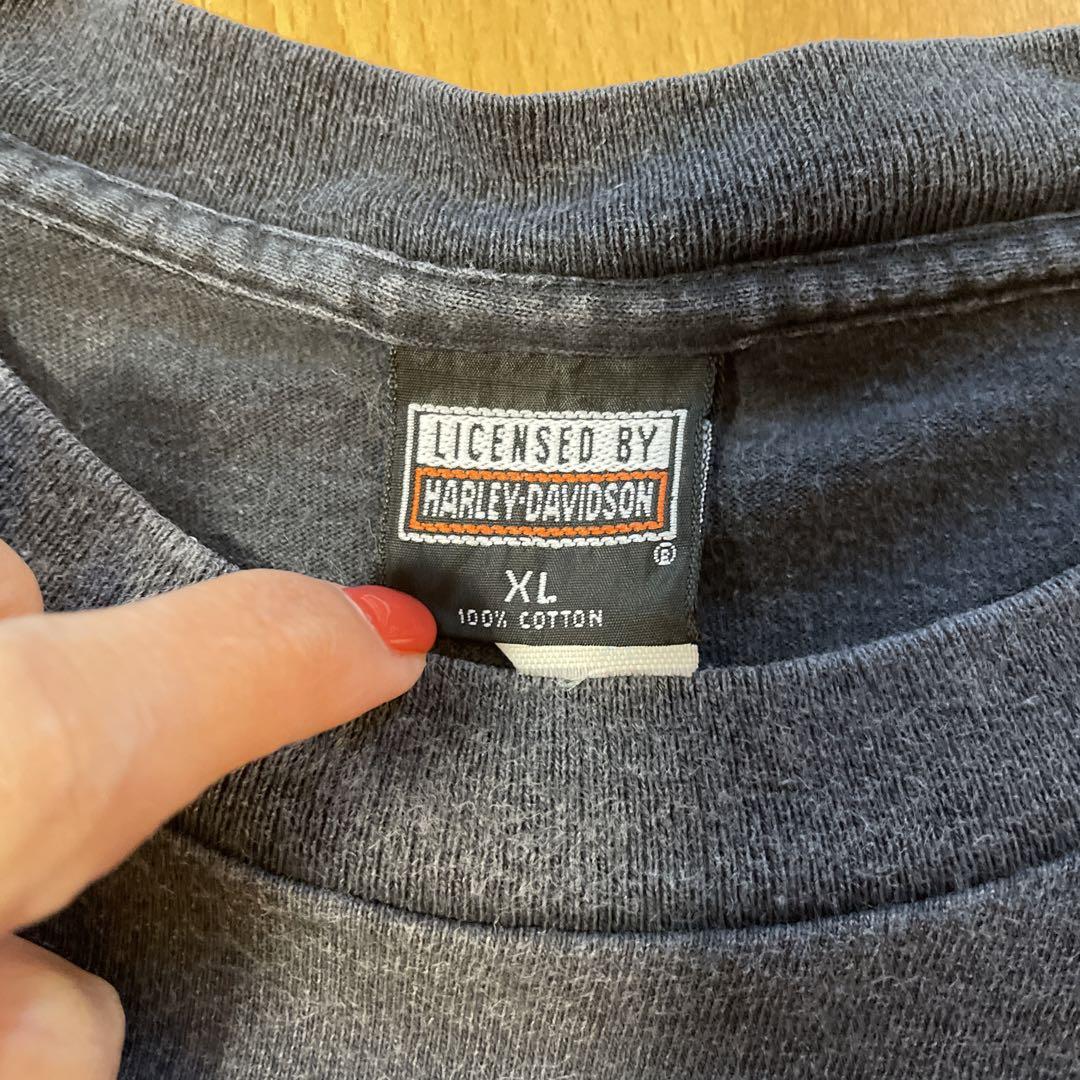 LICENSED BY
HARLEY-DAVIDSON
®
XL
100% COTTON